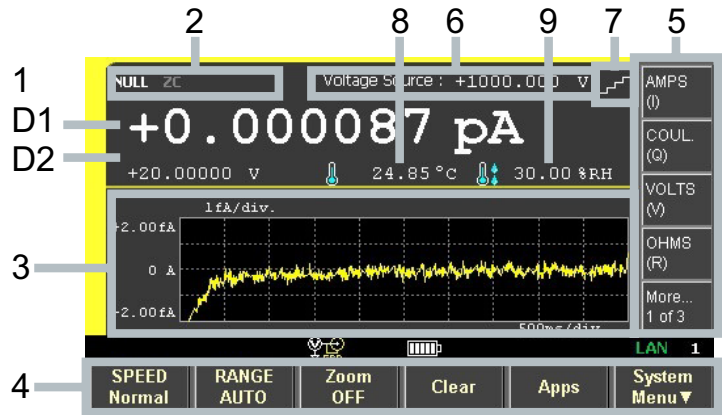 2 8 6 9 7 5
1
NULL ZC Voltage Source : +1000.000 V
D1 +0.000087 pA
D2 +20.00000 V 24.85°C 30.00 %RH
AMPS
(I)
COUL.
(Q)
VOLTS
(V)
OHMS
(R)
More...
1 of 3
3
1fA/div.
+2.00fA
0 A
-2.00fA
500ms/div.
LAN 1
4
SPEED
Normal
RANGE
AUTO
Zoom
OFF
Clear
Apps
System
Menu▼